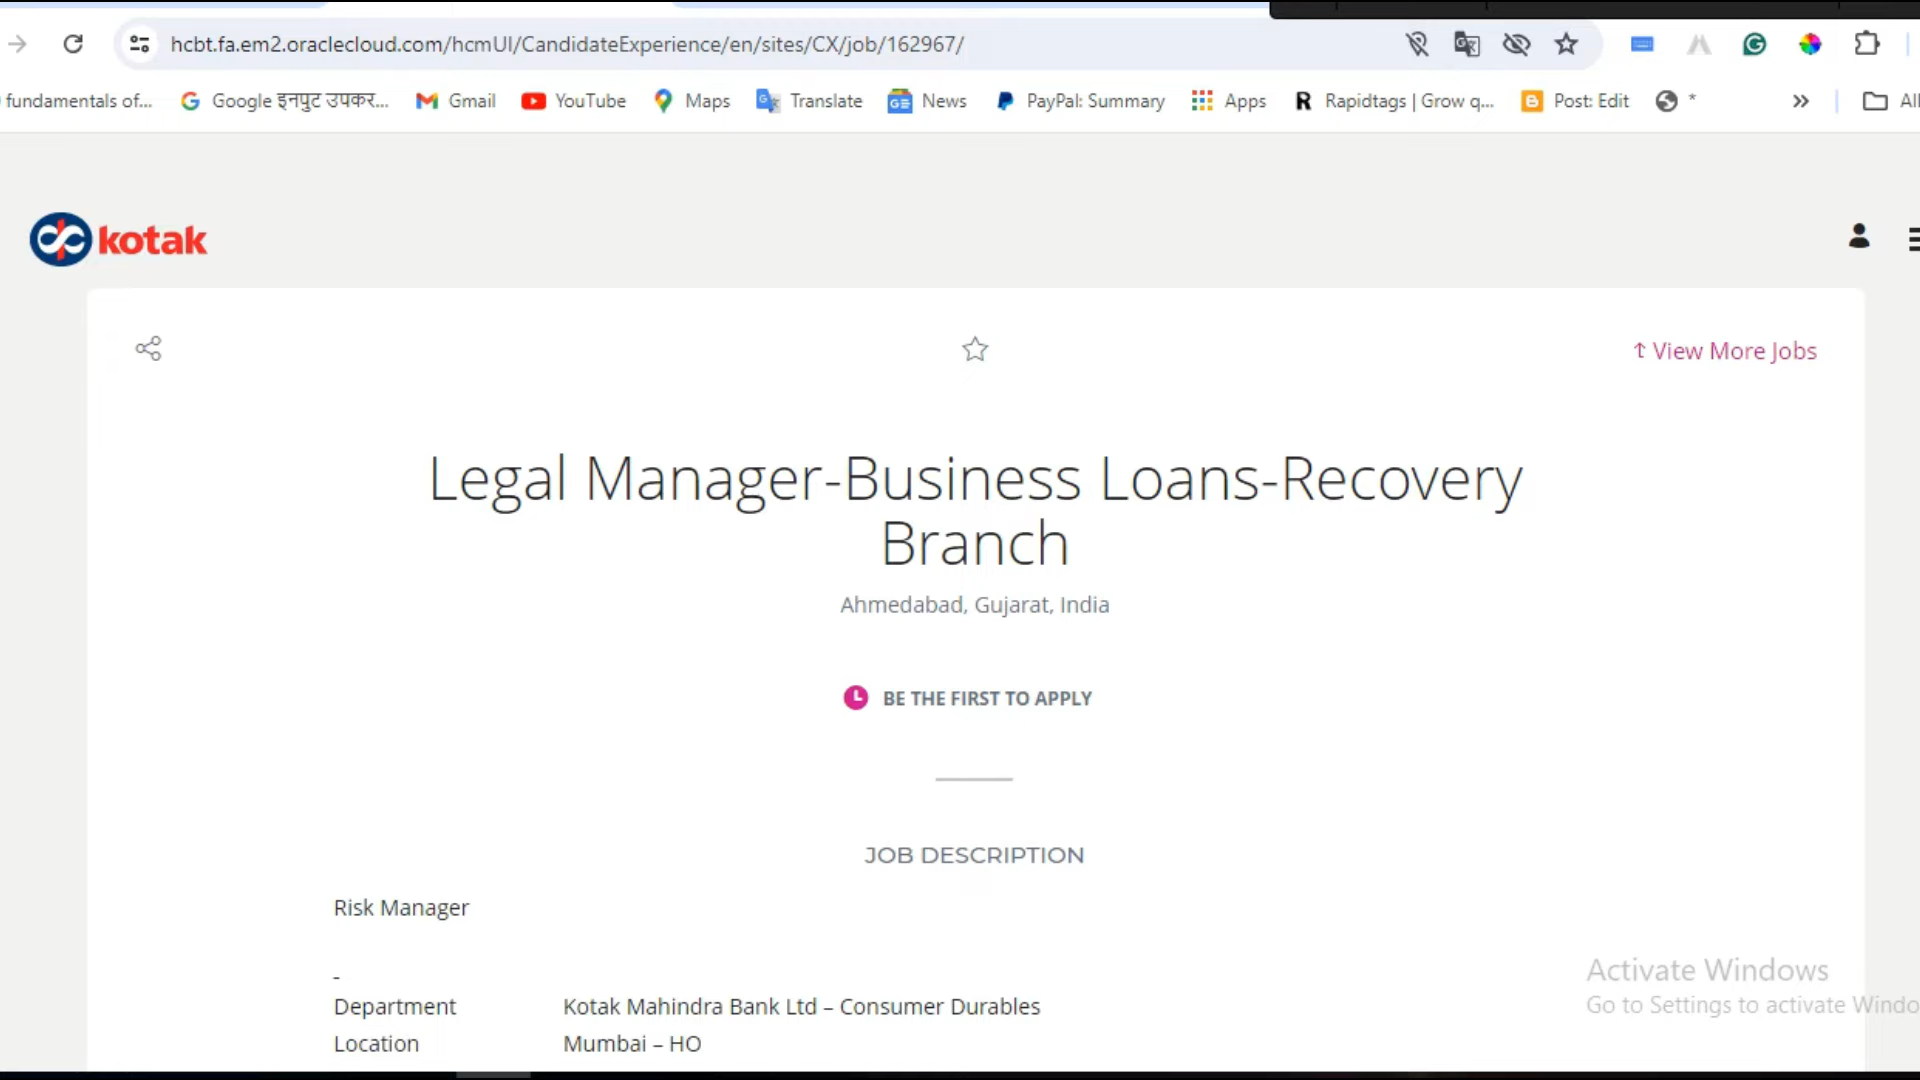 hcbt.fa.em2.oraclecloud.com/hcmUI/CandidateExperience/en/sites/CX/job/162967/
fundamentals of... Google इनपुट उपकर... Gmail YouTube Maps Translate News PayPal: Summary Apps Rapidtags | Grow q... Post: Edit * » All
kotak
↑ View More Jobs
Legal Manager-Business Loans-Recovery
Branch
Ahmedabad, Gujarat, India
BE THE FIRST TO APPLY
JOB DESCRIPTION
Risk Manager
-
Department Kotak Mahindra Bank Ltd – Consumer Durables
Location Mumbai – HO
Activate Windows
Go to Settings to activate Windo